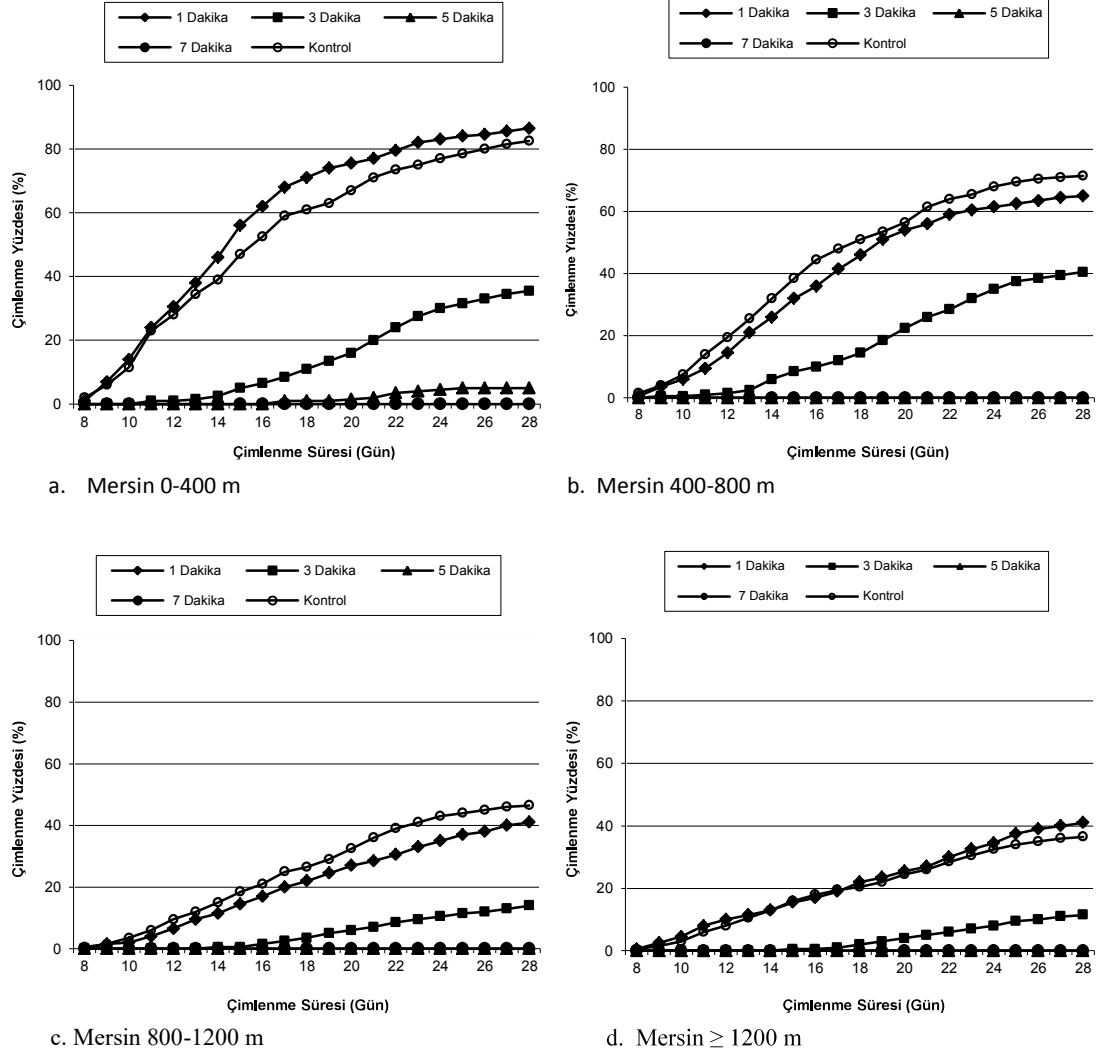 1 Dakika 3 Dakika 5 Dakika
7 Dakika Kontrol
Çimlenme Yüzdesi (%)
100
80
60
40
20
0
8 10 12 14 16 18 20 22 24 26 28
Çimlenme Süresi (Gün)
a. Mersin 0-400 m
1 Dakika 3 Dakika 5 Dakika
7 Dakika Kontrol
Çimlenme Yüzdesi (%)
100
80
60
40
20
0
8 10 12 14 16 18 20 22 24 26 28
Çimlenme Süresi (Gün)
b. Mersin 400-800 m
1 Dakika 3 Dakika 5 Dakika
7 Dakika Kontrol
Çimlenme Yüzdesi (%)
100
80
60
40
20
0
8 10 12 14 16 18 20 22 24 26 28
Çimlenme Süresi (Gün)
c. Mersin 800-1200 m
1 Dakika 3 Dakika 5 Dakika
7 Dakika Kontrol
Çimlenme Yüzdesi (%)
100
80
60
40
20
0
8 10 12 14 16 18 20 22 24 26 28
Çimlenme Süresi (Gün)
d. Mersin ≥ 1200 m